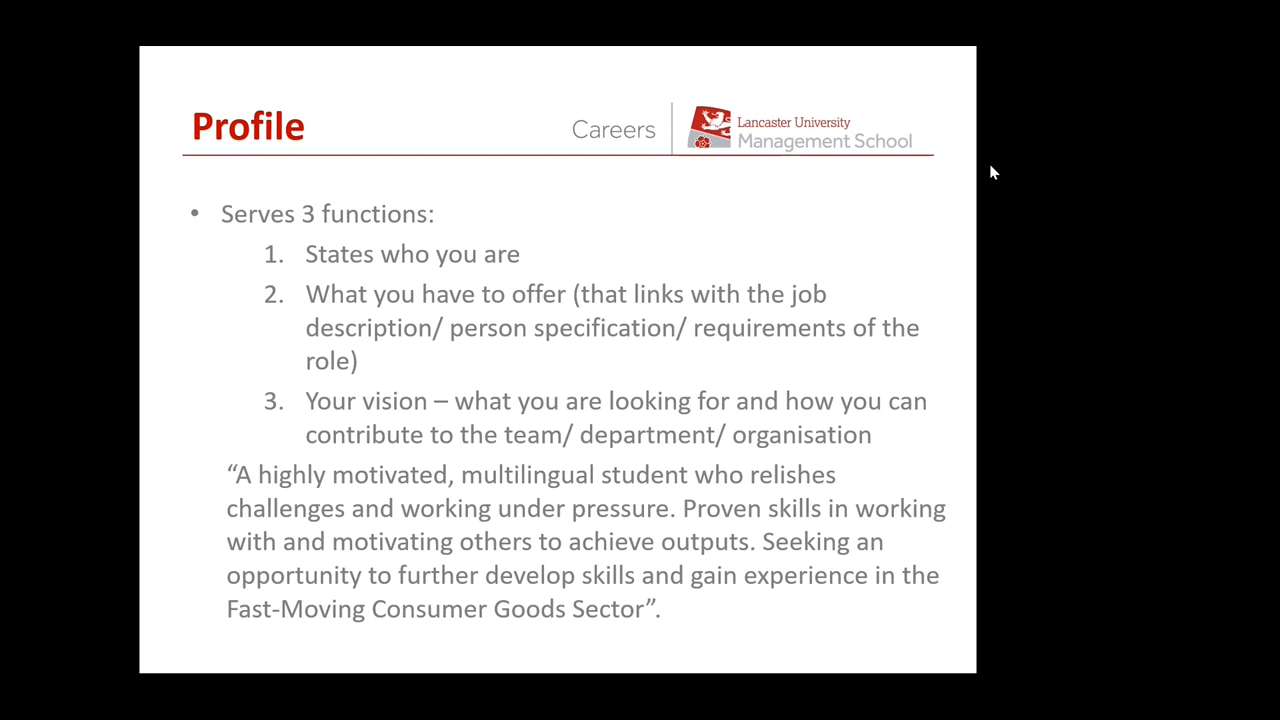 Profile
Careers
Lancaster University
Management School
• Serves 3 functions:
1. States who you are
2. What you have to offer (that links with the job
description/ person specification/ requirements of the
role)
3. Your vision – what you are looking for and how you can
contribute to the team/ department/ organisation
“A highly motivated, multilingual student who relishes
challenges and working under pressure. Proven skills in working
with and motivating others to achieve outputs. Seeking an
opportunity to further develop skills and gain experience in the
Fast-Moving Consumer Goods Sector”.